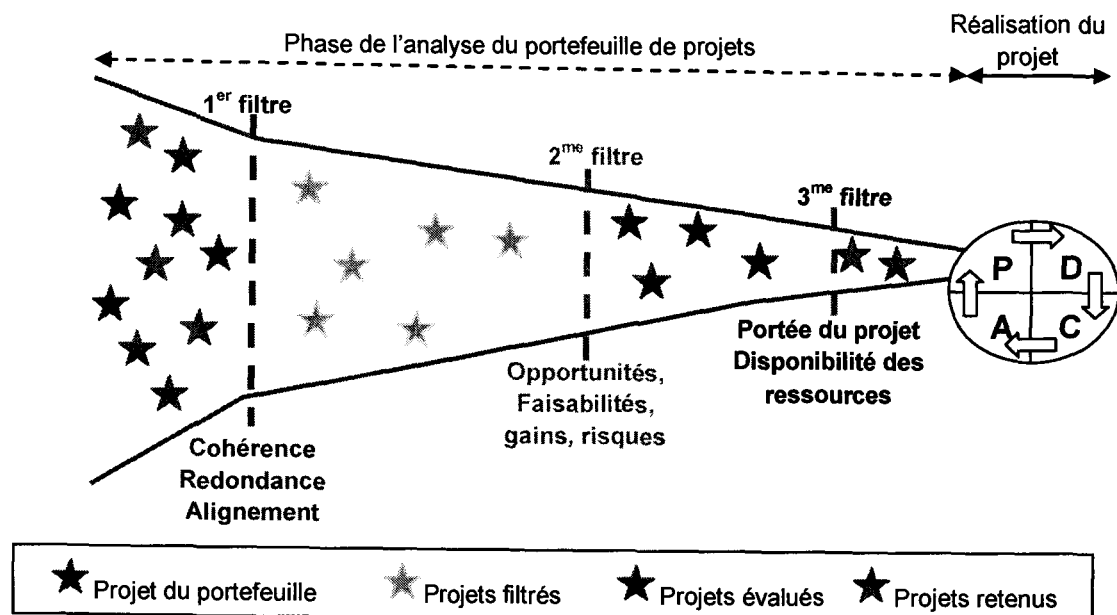 Phase de l'analyse du portefeuille de projets
Réalisation du
projet
1er filtre
2me filtre
3me filtre
P D
A C
Cohérence
Redondance
Alignement
Opportunités,
Faisabilités,
gains, risques
Portée du projet
Disponibilité des
ressources
Projet du portefeuille
Projets filtrés
Projets évalués
Projets retenus